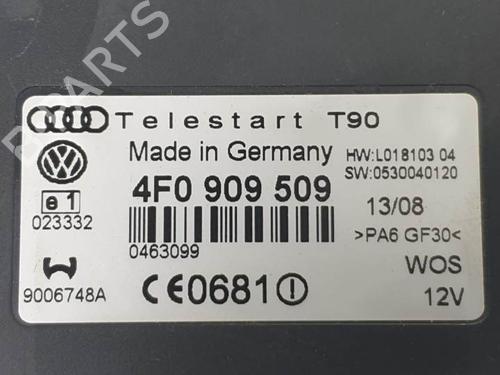 B PARTS
Telestart T90
Made in Germany
HW:L018103 04
SW:0530040120
e1
4F0 909 509
023332
13/08
0463099
>PA6 GF30<
9006748A
CE0681
WOS
12V